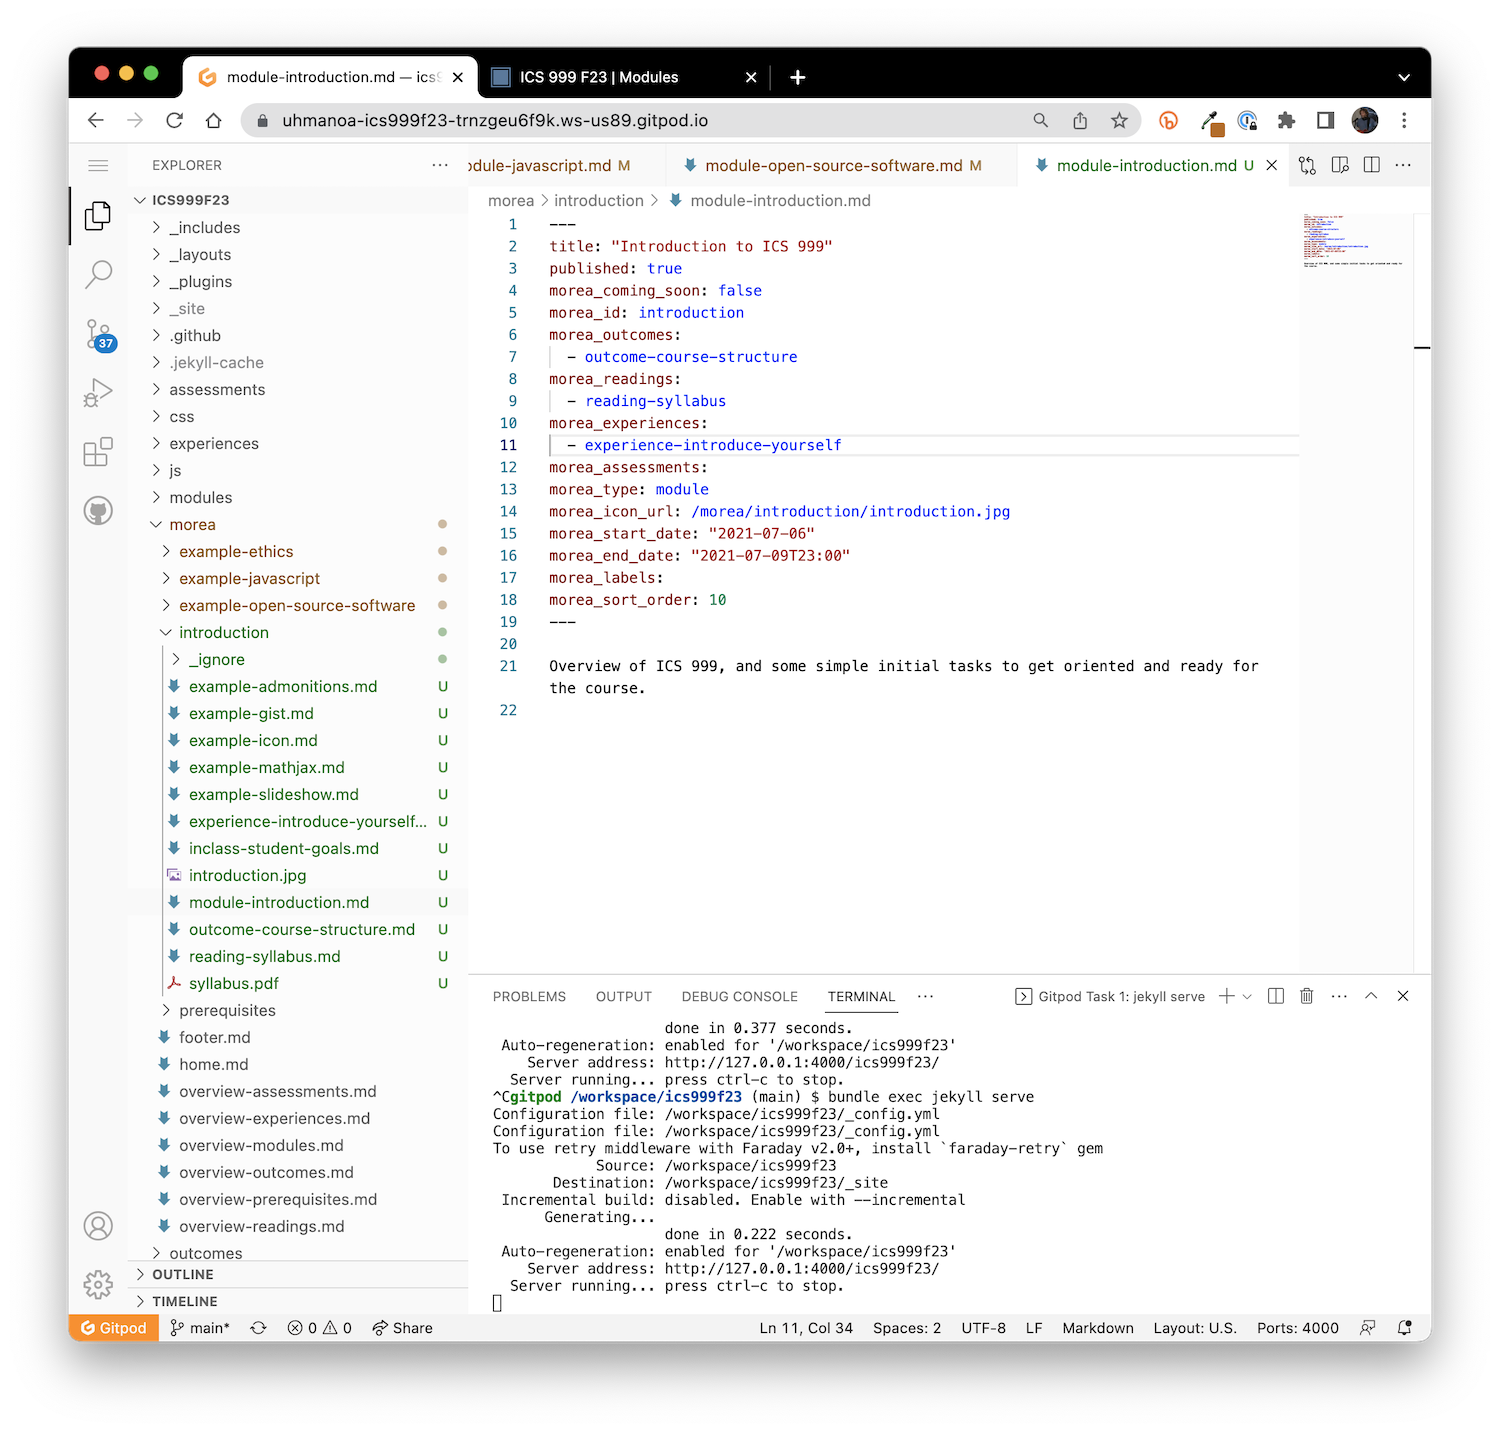 module-introduction.md — ics9
ICS 999 F23 | Modules
uhmanoa-ics999f23-trnzgeu6f9k.ws-us89.gitpod.io
EXPLORER
ICS999F23
_includes
_layouts
_plugins
_site
.github
37
.jekyll-cache
assessments
css
experiences
js
modules
morea
example-ethics
example-javascript
example-open-source-software
introduction
_ignore
example-admonitions.md U
example-gist.md U
example-icon.md U
example-mathjax.md U
example-slideshow.md U
experience-introduce-yourself... U
inclass-student-goals.md U
introduction.jpg U
module-introduction.md U
outcome-course-structure.md U
reading-syllabus.md U
syllabus.pdf U
prerequisites
footer.md
home.md
overview-assessments.md
overview-experiences.md
overview-modules.md
overview-outcomes.md
overview-prerequisites.md
overview-readings.md
outcomes
OUTLINE
TIMELINE
odule-javascript.md M
module-open-source-software.md M
module-introduction.md U
morea > introduction > module-introduction.md
1 ---
2 title: "Introduction to ICS 999"
3 published: true
4 morea_coming_soon: false
5 morea_id: introduction
6 morea_outcomes:
7 - outcome-course-structure
8 morea_readings:
9 - reading-syllabus
10 morea_experiences:
11 - experience-introduce-yourself
12 morea_assessments:
13 morea_type: module
14 morea_icon_url: /morea/introduction/introduction.jpg
15 morea_start_date: "2021-07-06"
16 morea_end_date: "2021-07-09T23:00"
17 morea_labels:
18 morea_sort_order: 10
19 ---
20
21 Overview of ICS 999, and some simple initial tasks to get oriented and ready for
the course.
22
PROBLEMS OUTPUT DEBUG CONSOLE TERMINAL ···
Gitpod Task 1: jekyll serve
done in 0.377 seconds.
Auto-regeneration: enabled for '/workspace/ics999f23'
Server address: http://127.0.0.1:4000/ics999f23/
Server running... press ctrl-c to stop.
^Cgitpod /workspace/ics999f23 (main) $ bundle exec jekyll serve
Configuration file: /workspace/ics999f23/_config.yml
Configuration file: /workspace/ics999f23/_config.yml
To use retry middleware with Faraday v2.0+, install `faraday-retry` gem
Source: /workspace/ics999f23
Destination: /workspace/ics999f23/_site
Incremental build: disabled. Enable with --incremental
Generating...
done in 0.222 seconds.
Auto-regeneration: enabled for '/workspace/ics999f23'
Server address: http://127.0.0.1:4000/ics999f23/
Server running... press ctrl-c to stop.
Gitpod main* 0 0 Share
Ln 11, Col 34 Spaces: 2 UTF-8 LF Markdown Layout: U.S. Ports: 4000